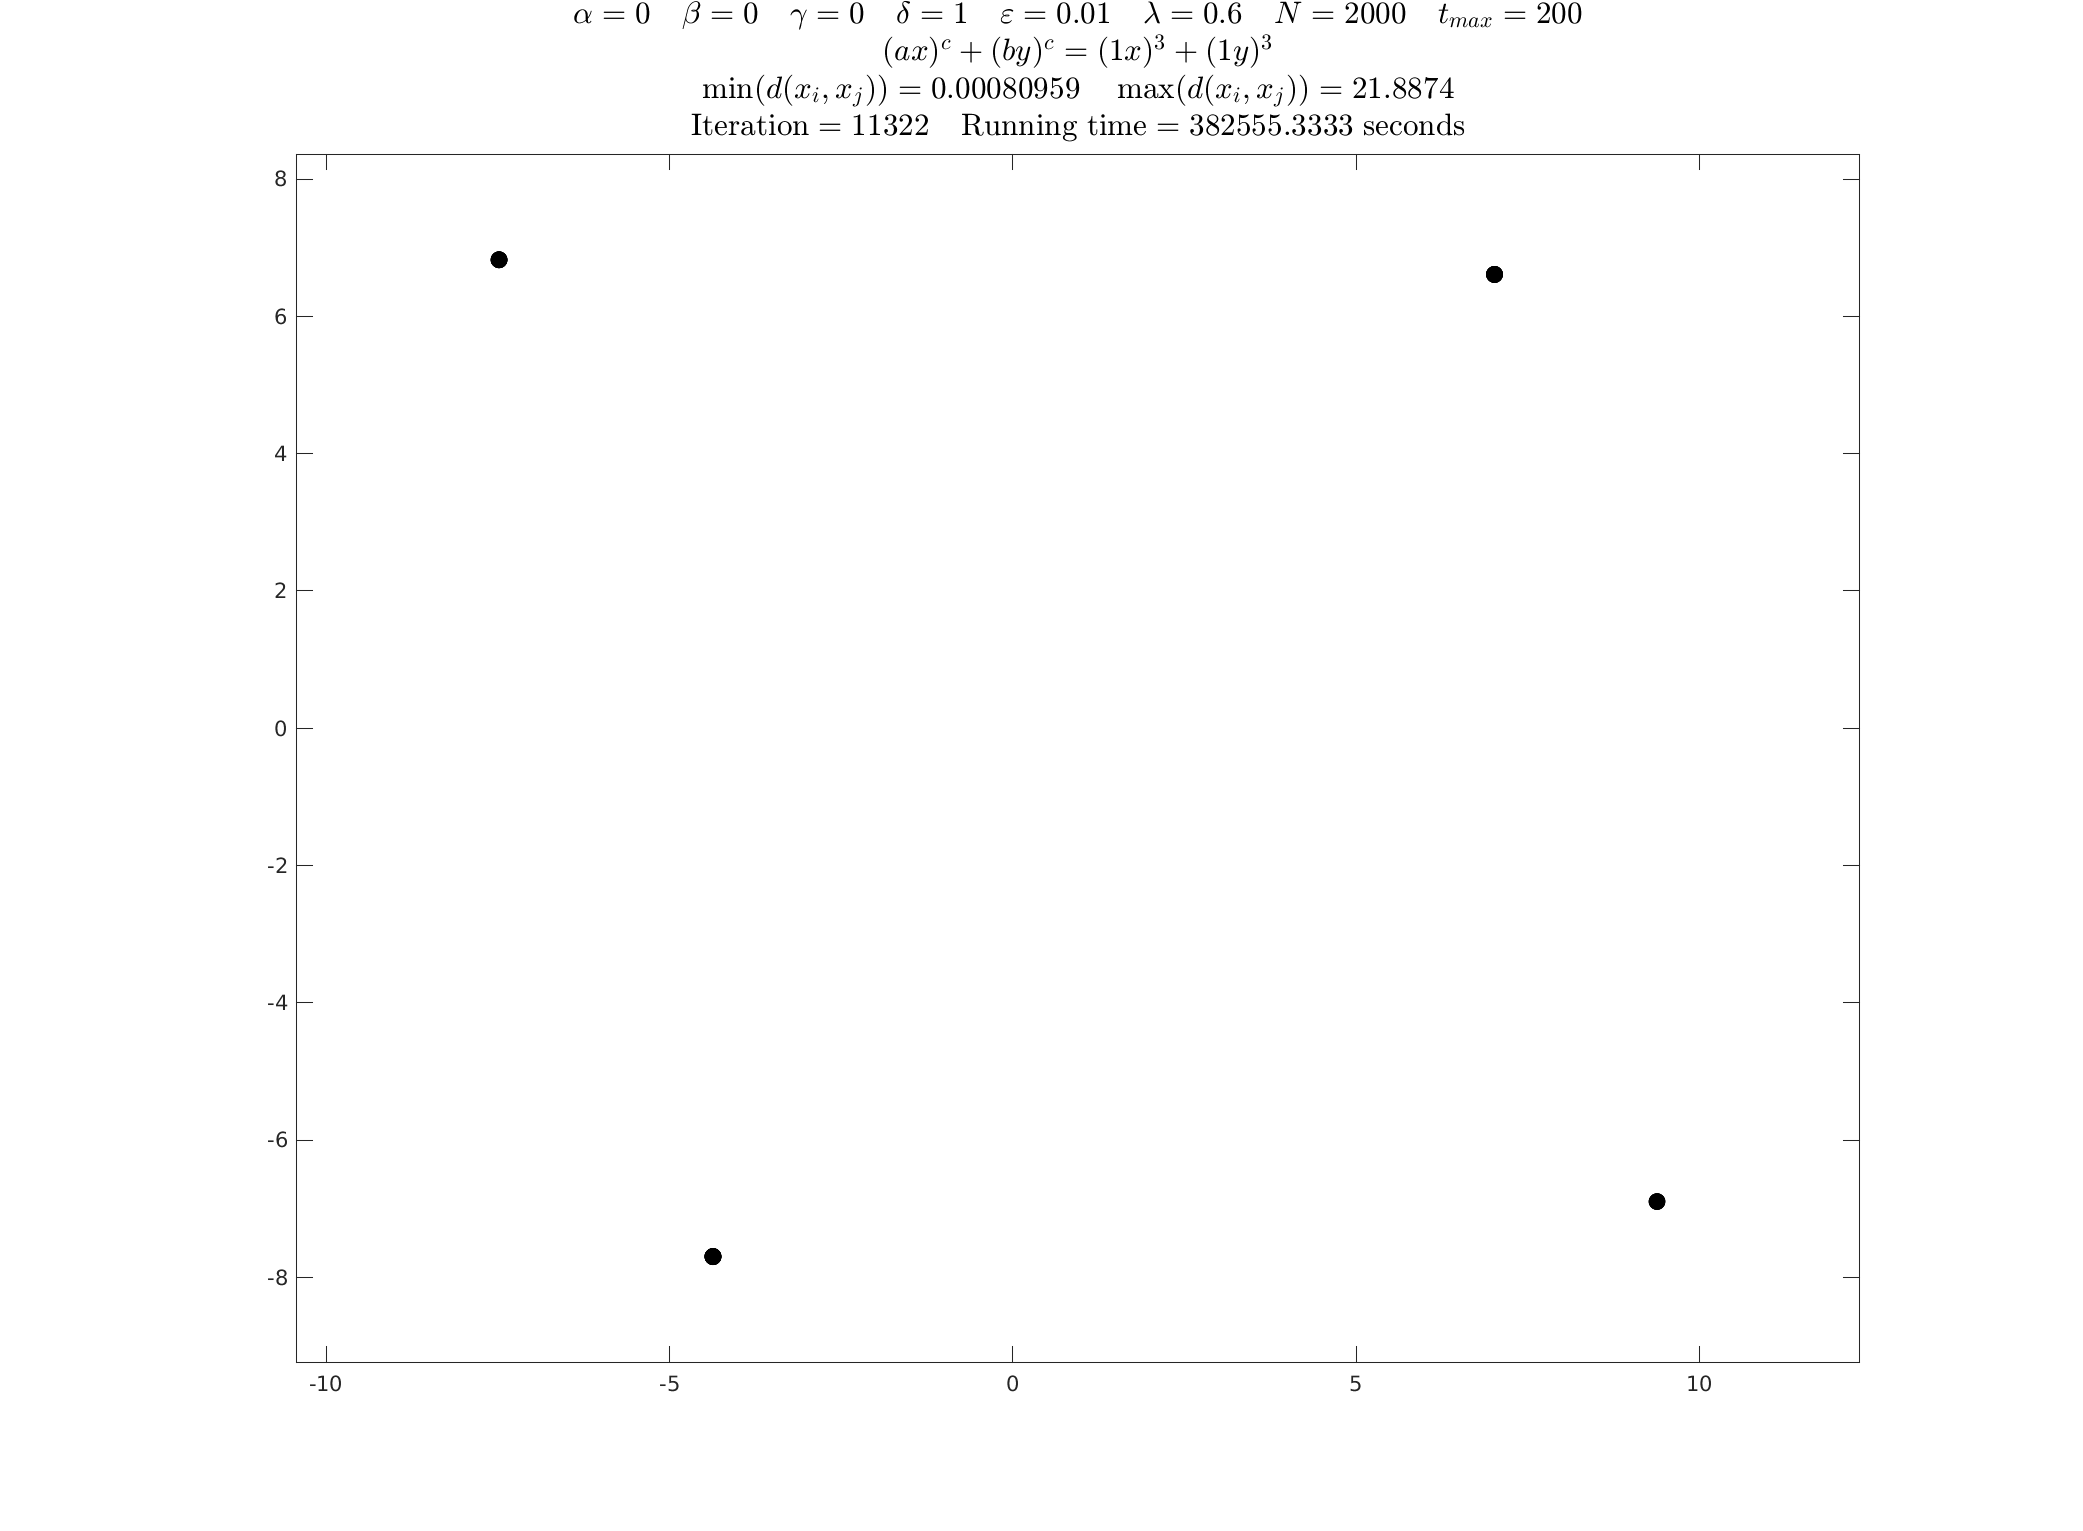 α = 0 β = 0 γ = 0 δ = 1 ε = 0.01 λ = 0.6 N = 2000 t_max = 200
(ax)^c + (by)^c = (1x)^3 + (1y)^3
min(d(x_i, x_j)) = 0.00080959 max(d(x_i, x_j)) = 21.8874
Iteration = 11322 Running time = 382555.3333 seconds
8
6
4
2
0
-2
-4
-6
-8
-10 -5 0 5 10